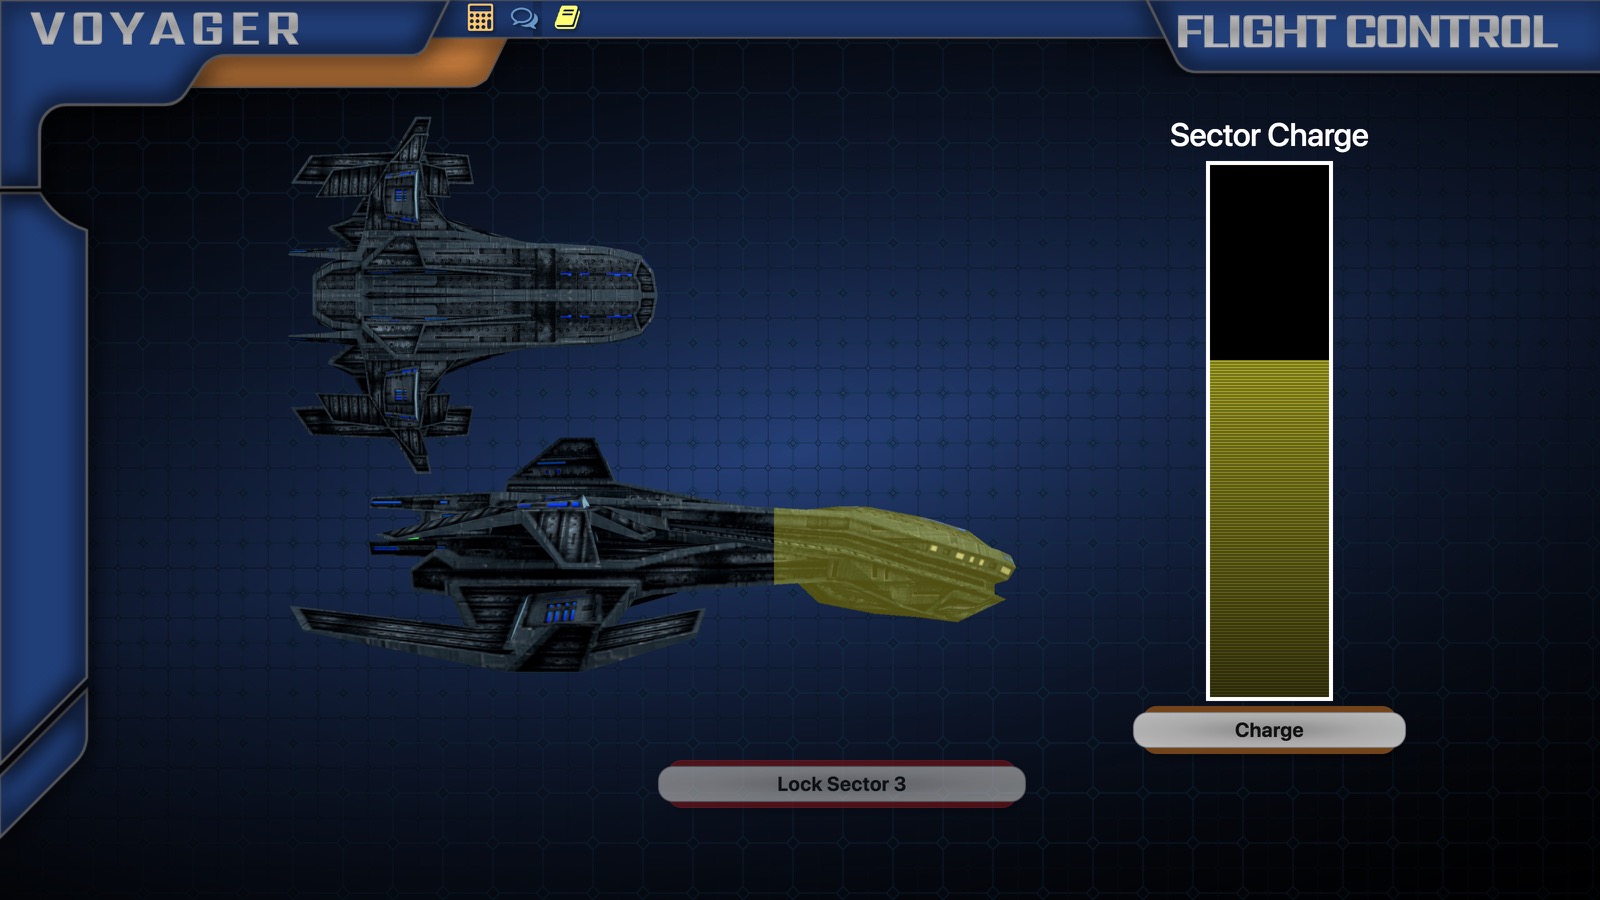 VOYAGER
FLIGHT CONTROL
Sector Charge
Charge
Lock Sector 3